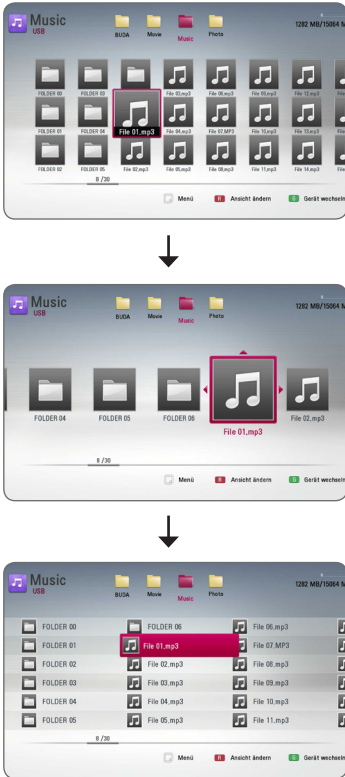 Music
USB
BUDA Movie Music Photo
1282 MB/15064 M
FOLDER 00 FOLDER 03 File 03.mp3 File 06.mp3 File 09.mp3 File 12.mp3 File
FOLDER 01 FOLDER 04 File 01.mp3 File 04.mp3 File 07.MP3 File 10.mp3 File 13.mp3 File
FOLDER 02 FOLDER 05 File 02.mp3 File 05.mp3 File 08.mp3 File 11.mp3 File 14.mp3 File
8 /30
Menü R Ansicht ändern G Gerät wechseln
Music
USB
BUDA Movie Music Photo
1282 MB/15064 M
FOLDER 04 FOLDER 05 FOLDER 06 File 01.mp3 File 02.mp3
8 /30
Menü R Ansicht ändern G Gerät wechseln
Music
USB
BUDA Movie Music Photo
1282 MB/15064 M
FOLDER 00 FOLDER 06 File 06.mp3
FOLDER 01 File 01.mp3 File 07.MP3
FOLDER 02 File 02.mp3 File 08.mp3
FOLDER 03 File 03.mp3 File 09.mp3
FOLDER 04 File 04.mp3 File 10.mp3
FOLDER 05 File 05.mp3 File 11.mp3
8 /30
Menü R Ansicht ändern G Gerät wechseln